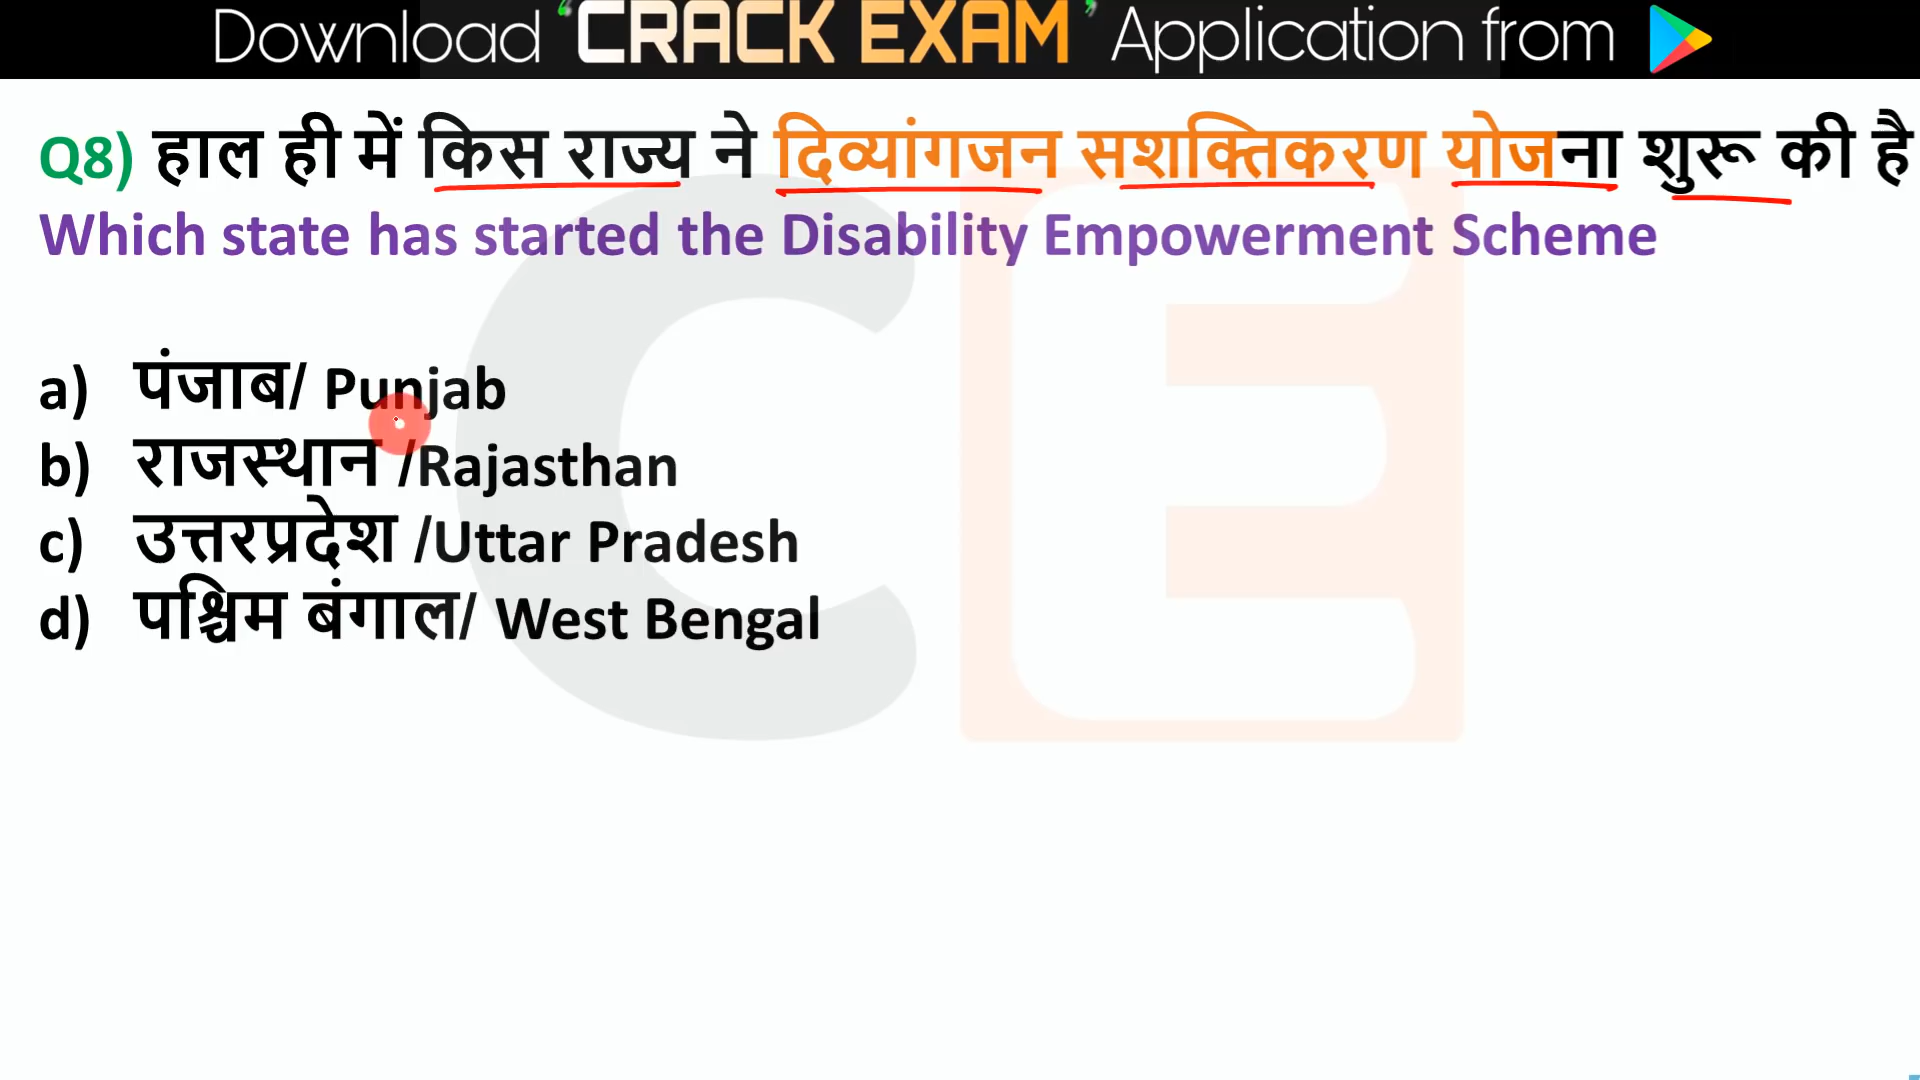 Download ‘CRACK EXAM’ Application from
Q8) हाल ही में किस राज्य ने दिव्यांगजन सशक्तिकरण योजना शुरू की है
Which state has started the Disability Empowerment Scheme
a) पंजाब/ Punjab
b) राजस्थान /Rajasthan
c) उत्तरप्रदेश /Uttar Pradesh
d) पश्चिम बंगाल/ West Bengal
CE